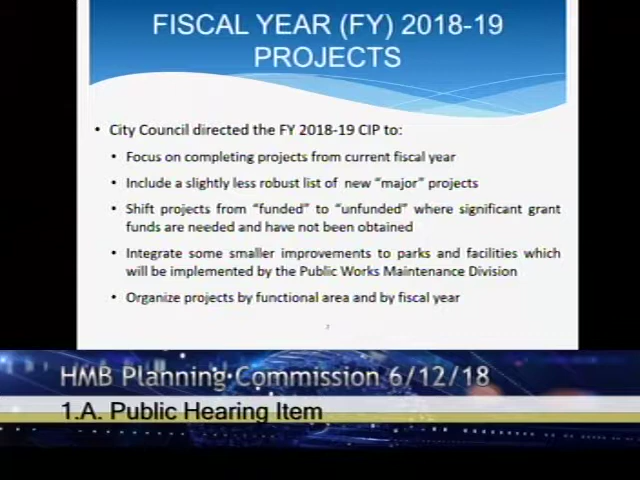 FISCAL YEAR (FY) 2018-19
PROJECTS
• City Council directed the FY 2018-19 CIP to:
• Focus on completing projects from current fiscal year
• Include a slightly less robust list of new “major” projects
• Shift projects from “funded” to “unfunded” where significant grant
funds are needed and have not been obtained
• Integrate some smaller improvements to parks and facilities which
will be implemented by the Public Works Maintenance Division
• Organize projects by functional area and by fiscal year
HMB Planning Commission 6/12/18
1.A. Public Hearing Item